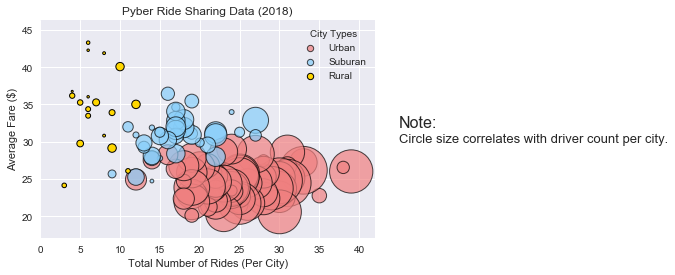 Pyber Ride Sharing Data (2018)
45
40
35
30
25
20
Average Fare ($)
City Types
Urban
Suburan
Rural
0 5 10 15 20 25 30 35 40
Total Number of Rides (Per City)
Note:
Circle size correlates with driver count per city.